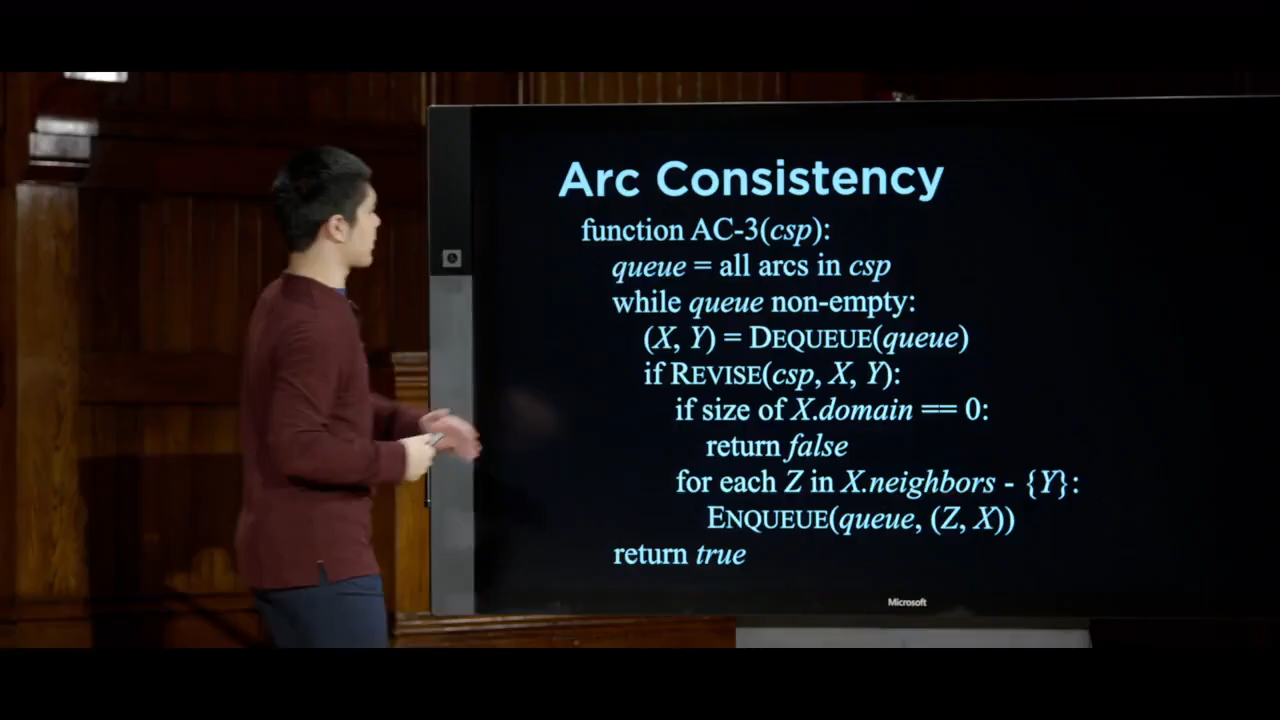 Arc Consistency
function AC-3(csp):
queue = all arcs in csp
while queue non-empty:
(X, Y) = DEQUEUE(queue)
if REVISE(csp, X, Y):
if size of X.domain == 0:
return false
for each Z in X.neighbors - {Y}:
ENQUEUE(queue, (Z, X))
return true
Microsoft